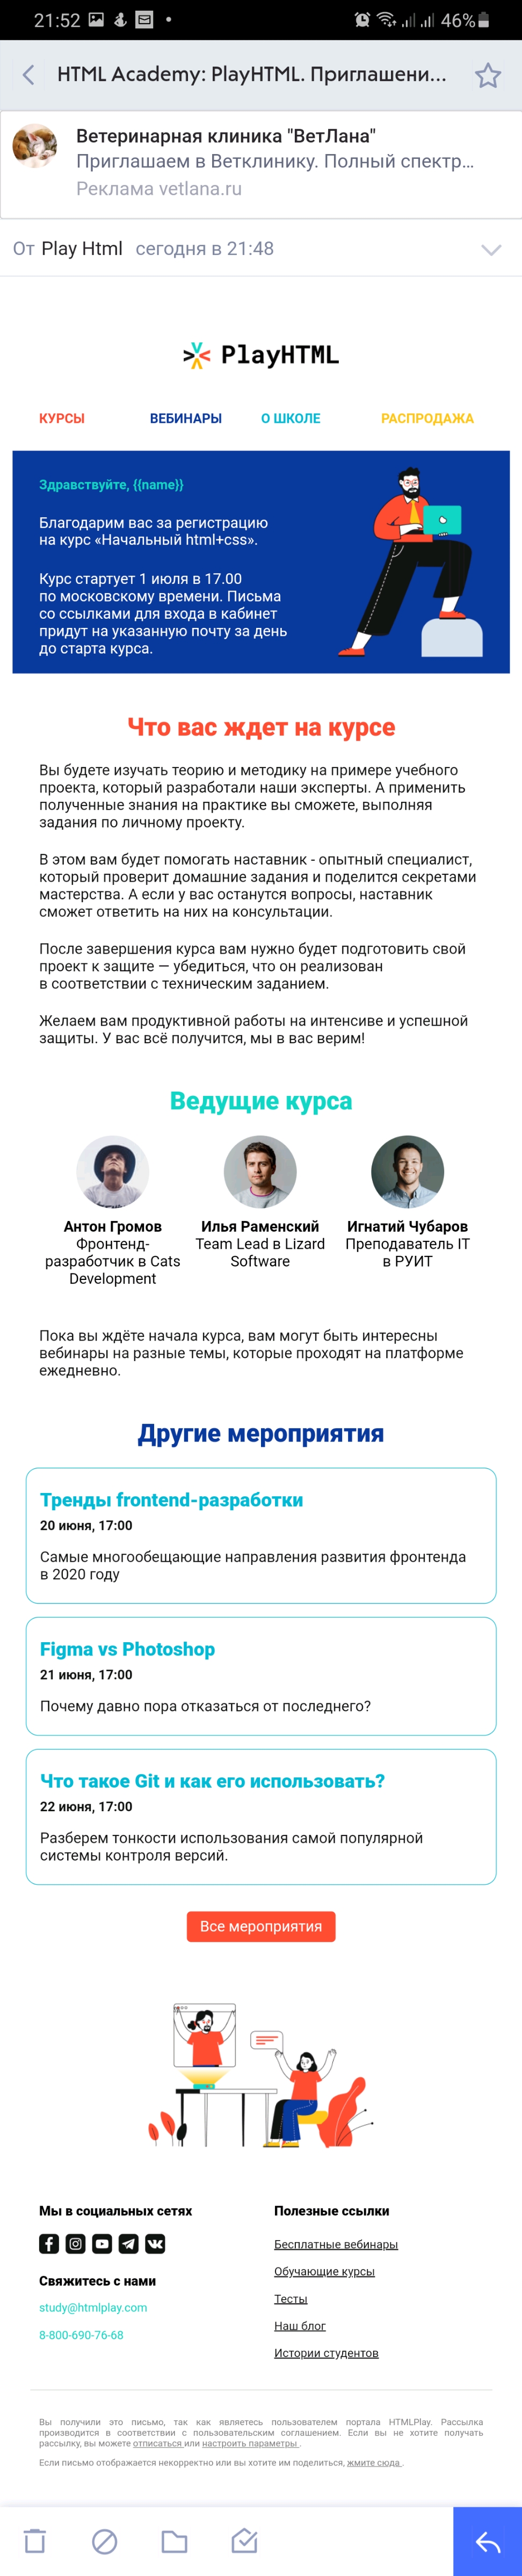 21:52
46%
HTML Academy: PlayHTML. Приглашени...
Ветеринарная клиника "ВетЛана"
Приглашаем в Ветклинику. Полный спектр...
Реклама vetlana.ru
От Play Html сегодня в 21:48
PlayHTML
КУРСЫ ВЕБИНАРЫ О ШКОЛЕ РАСПРОДАЖА
Здравствуйте, {{name}}
Благодарим вас за регистрацию
на курс «Начальный html+css».
Курс стартует 1 июля в 17.00
по московскому времени. Письма
со ссылками для входа в кабинет
придут на указанную почту за день
до старта курса.
Что вас ждет на курсе
Вы будете изучать теорию и методику на примере учебного
проекта, который разработали наши эксперты. А применить
полученные знания на практике вы сможете, выполняя
задания по личному проекту.
В этом вам будет помогать наставник - опытный специалист,
который проверит домашние задания и поделится секретами
мастерства. А если у вас останутся вопросы, наставник
сможет ответить на них на консультации.
После завершения курса вам нужно будет подготовить свой
проект к защите — убедиться, что он реализован
в соответствии с техническим заданием.
Желаем вам продуктивной работы на интенсиве и успешной
защиты. У вас всё получится, мы в вас верим!
Ведущие курса
Антон Громов
Фронтенд-
разработчик в Cats
Development
Илья Раменский
Team Lead в Lizard
Software
Игнатий Чубаров
Преподаватель IT
в РУИТ
Пока вы ждёте начала курса, вам могут быть интересны
вебинары на разные темы, которые проходят на платформе
ежедневно.
Другие мероприятия
Тренды frontend-разработки
20 июня, 17:00
Самые многообещающие направления развития фронтенда
в 2020 году
Figma vs Photoshop
21 июня, 17:00
Почему давно пора отказаться от последнего?
Что такое Git и как его использовать?
22 июня, 17:00
Разберем тонкости использования самой популярной
системы контроля версий.
Все мероприятия
Мы в социальных сетях
Свяжитесь с нами
study@htmlplay.com
8-800-690-76-68
Полезные ссылки
Бесплатные вебинары
Обучающие курсы
Тесты
Наш блог
Истории студентов
Вы получили это письмо, так как являетесь пользователем портала HTMLPlay. Рассылка
производится в соответствии с пользовательским соглашением. Если вы не хотите получать
рассылку, вы можете отписаться или настроить параметры .
Если письмо отображается некорректно или вы хотите им поделиться, жмите сюда .